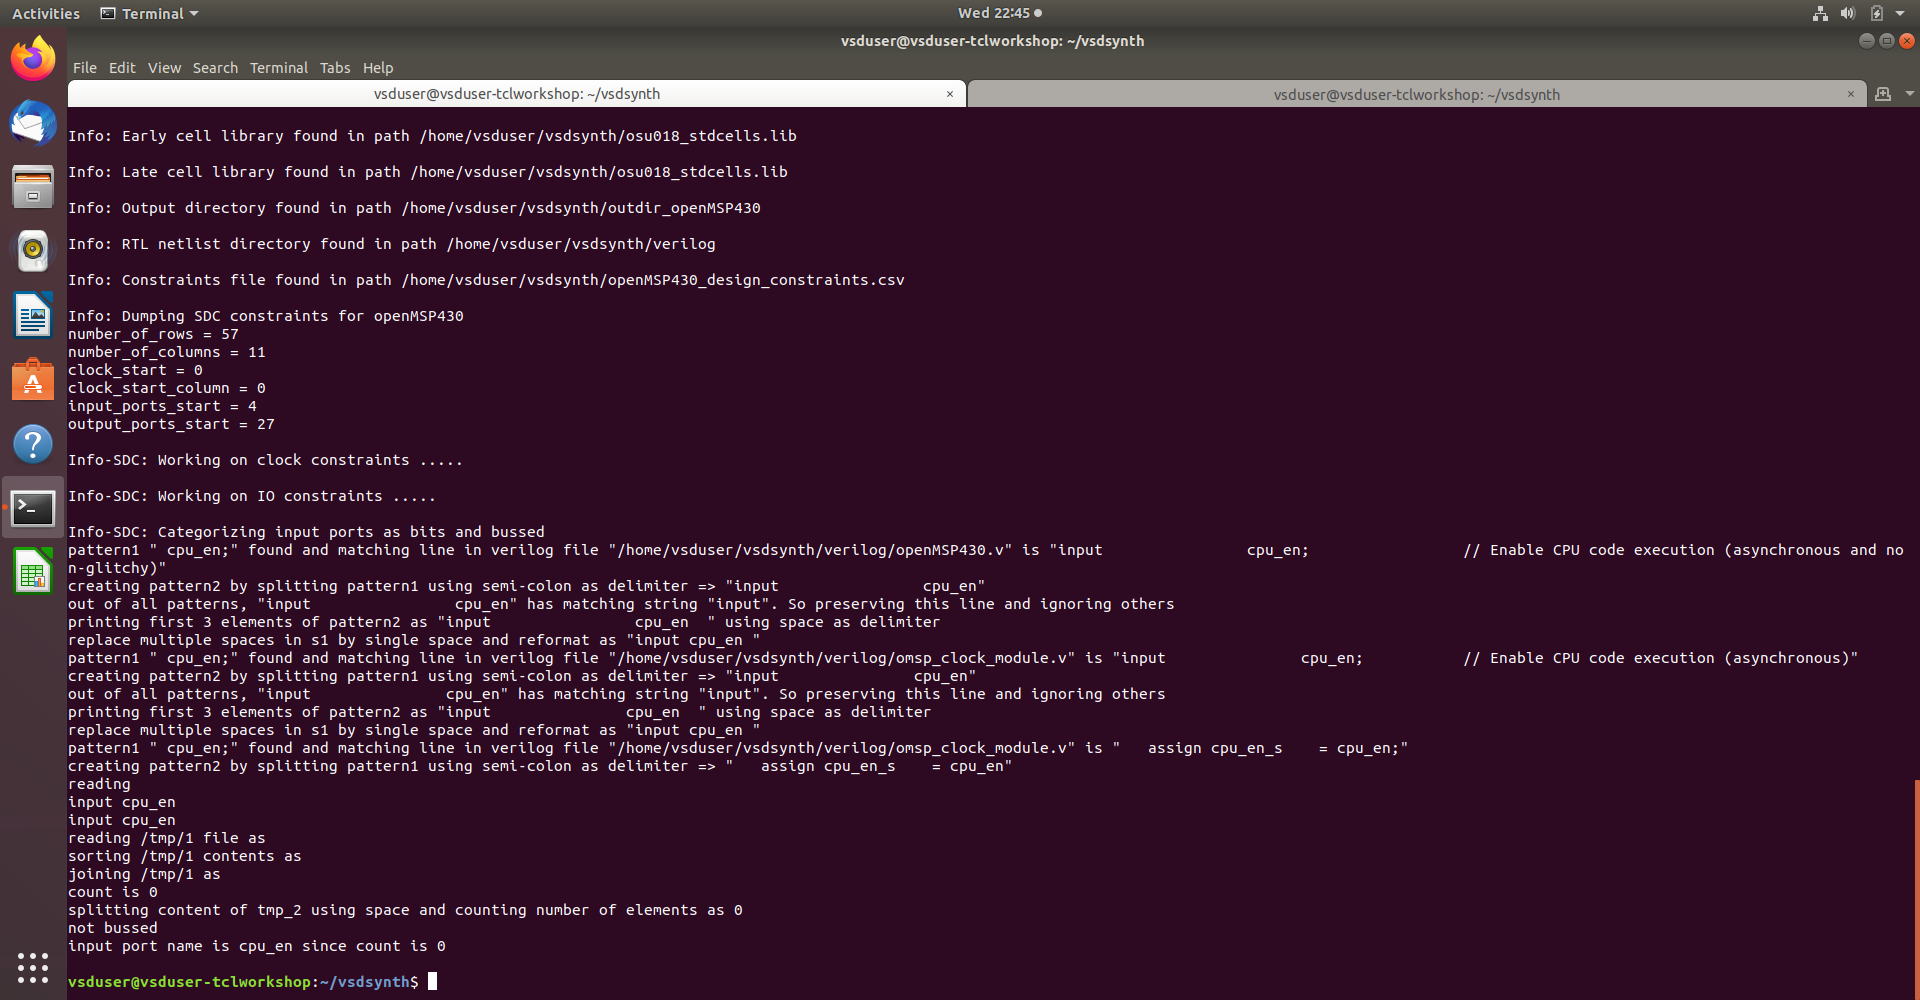 Activities Terminal Wed 22:45
vsduser@vsduser-tclworkshop: ~/vsdsynth
File Edit View Search Terminal Tabs Help
vsduser@vsduser-tclworkshop: ~/vsdsynth × vsduser@vsduser-tclworkshop: ~/vsdsynth ×
Info: Early cell library found in path /home/vsduser/vsdsynth/osu018_stdcells.lib
Info: Late cell library found in path /home/vsduser/vsdsynth/osu018_stdcells.lib
Info: Output directory found in path /home/vsduser/vsdsynth/outdir_openMSP430
Info: RTL netlist directory found in path /home/vsduser/vsdsynth/verilog
Info: Constraints file found in path /home/vsduser/vsdsynth/openMSP430_design_constraints.csv
Info: Dumping SDC constraints for openMSP430
number_of_rows = 57
number_of_columns = 11
clock_start = 0
clock_start_column = 0
input_ports_start = 4
output_ports_start = 27
Info-SDC: Working on clock constraints .....
Info-SDC: Working on IO constraints .....
Info-SDC: Categorizing input ports as bits and bussed
pattern1 " cpu_en;" found and matching line in verilog file "/home/vsduser/vsdsynth/verilog/openMSP430.v" is "input                cpu_en;                 // Enable CPU code execution (asynchronous and no
n-glitchy)"
creating pattern2 by splitting pattern1 using semi-colon as delimiter => "input                cpu_en"
out of all patterns, "input                cpu_en" has matching string "input". So preserving this line and ignoring others
printing first 3 elements of pattern2 as "input                cpu_en  " using space as delimiter
replace multiple spaces in s1 by single space and reformat as "input cpu_en "
pattern1 " cpu_en;" found and matching line in verilog file "/home/vsduser/vsdsynth/verilog/omsp_clock_module.v" is "input               cpu_en;           // Enable CPU code execution (asynchronous)"
creating pattern2 by splitting pattern1 using semi-colon as delimiter => "input               cpu_en"
out of all patterns, "input               cpu_en" has matching string "input". So preserving this line and ignoring others
printing first 3 elements of pattern2 as "input               cpu_en  " using space as delimiter
replace multiple spaces in s1 by single space and reformat as "input cpu_en "
pattern1 " cpu_en;" found and matching line in verilog file "/home/vsduser/vsdsynth/verilog/omsp_clock_module.v" is "   assign cpu_en_s    = cpu_en;"
creating pattern2 by splitting pattern1 using semi-colon as delimiter => "   assign cpu_en_s    = cpu_en"
reading
input cpu_en
input cpu_en
reading /tmp/1 file as
sorting /tmp/1 contents as
joining /tmp/1 as
count is 0
splitting content of tmp_2 using space and counting number of elements as 0
not bussed
input port name is cpu_en since count is 0
vsduser@vsduser-tclworkshop:~/vsdsynth$